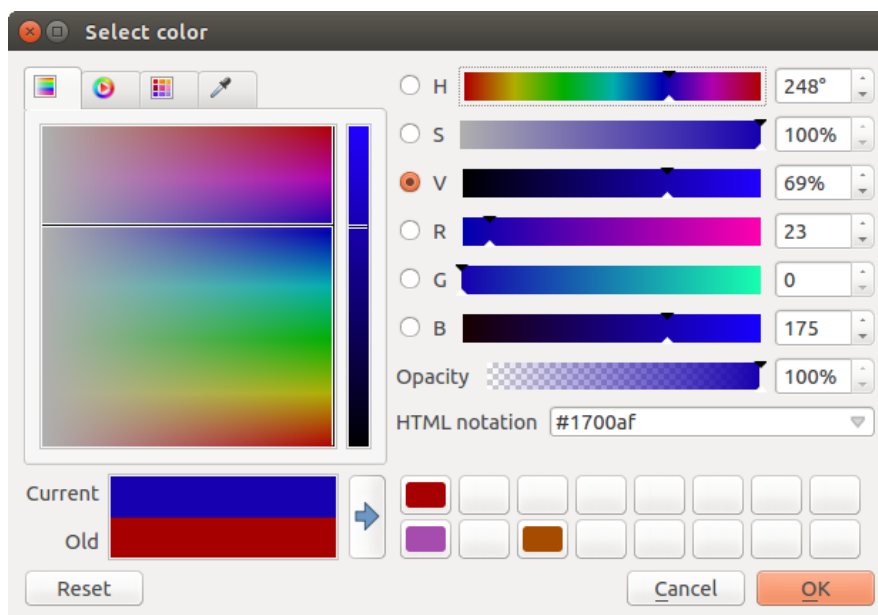 Select color
H 248°
S 100%
V 69%
R 23
G 0
B 175
Opacity 100%
HTML notation #1700af
Current
Old
Reset Cancel OK